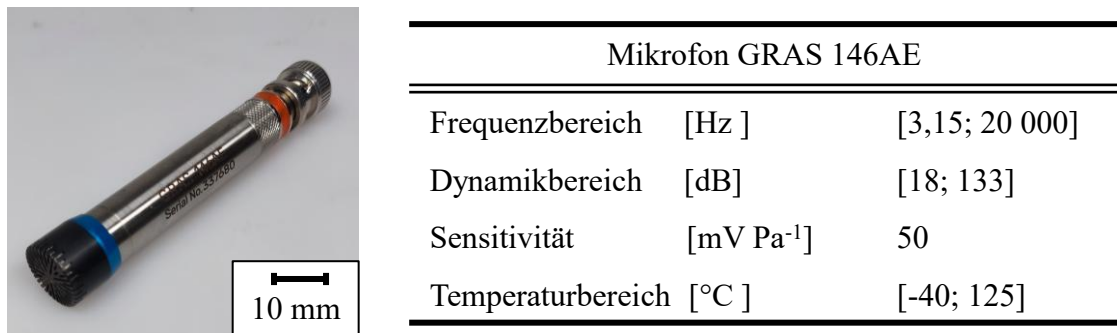 Serial No.337680
10 mm
Mikrofon GRAS 146AE
Frequenzbereich [Hz ] [3,15; 20 000]
Dynamikbereich [dB] [18; 133]
Sensitivität [mV Pa-1] 50
Temperaturbereich [°C ] [-40; 125]